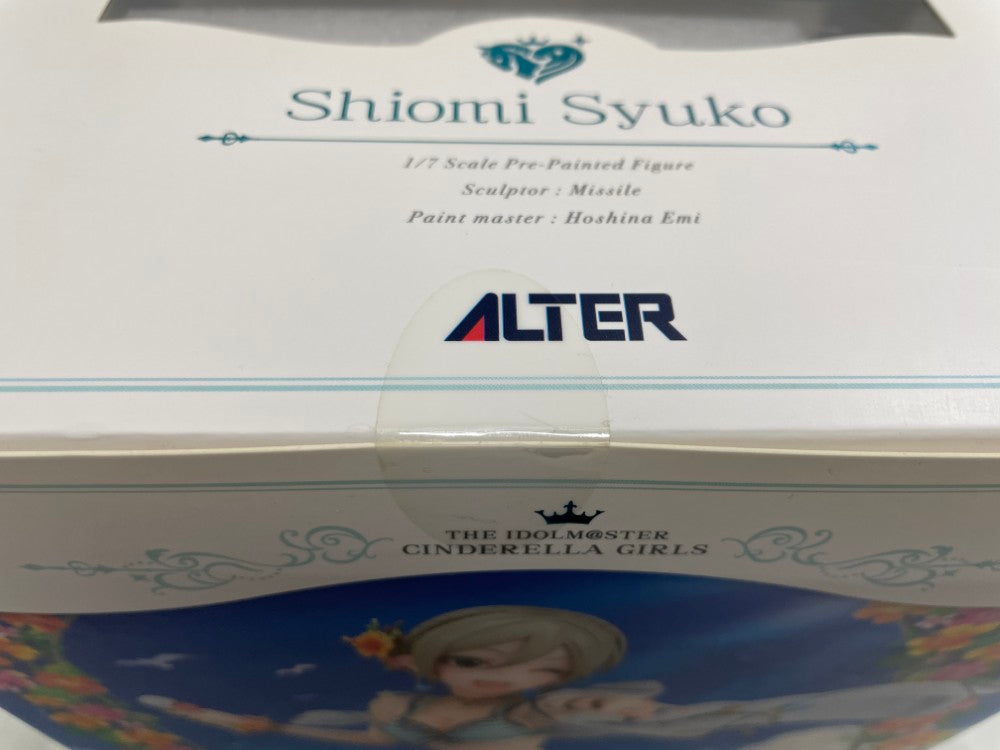 Shiomi Syuko
1/7 Scale Pre-Painted Figure
Sculptor : Missile
Paint master : Hoshina Emi
ALTER
THE IDOLM@STER
CINDERELLA GIRLS